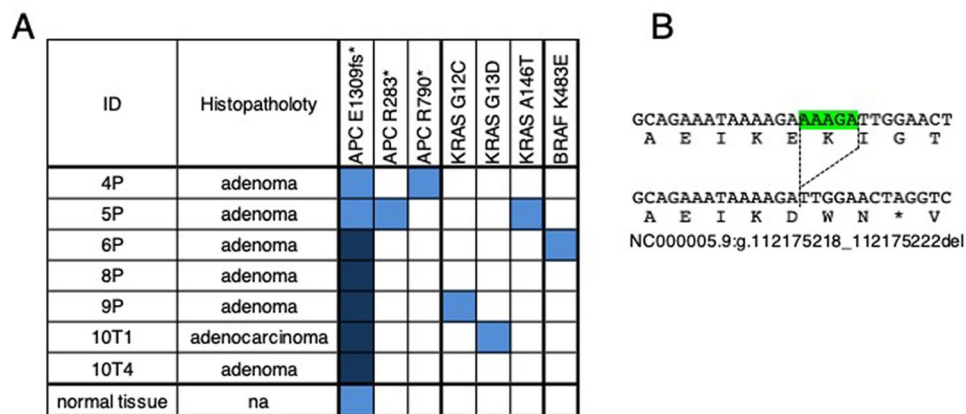 A
ID
Histopatholoty
APC E1309fs*
APC R283*
APC R790*
KRAS G12C
KRAS G13D
KRAS A146T
BRAF K483E
4P adenoma
5P adenoma
6P adenoma
8P adenoma
9P adenoma
10T1 adenocarcinoma
10T4 adenoma
normal tissue na
B
GCAGAAATAAAAGAAAAGATTGGAACT
A E I K E K I G T
GCAGAAATAAAAGATTGGAACTAGGTC
A E I K D W N * V
NC000005.9:g.112175218_112175222del